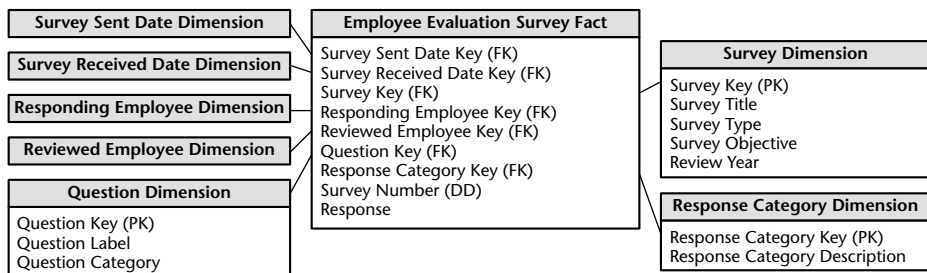 Survey Sent Date Dimension
Survey Received Date Dimension
Responding Employee Dimension
Reviewed Employee Dimension
Question Dimension
Question Key (PK)
Question Label
Question Category
Employee Evaluation Survey Fact
Survey Sent Date Key (FK)
Survey Received Date Key (FK)
Survey Key (FK)
Responding Employee Key (FK)
Reviewed Employee Key (FK)
Question Key (FK)
Response Category Key (FK)
Survey Number (DD)
Response
Survey Dimension
Survey Key (PK)
Survey Title
Survey Type
Survey Objective
Review Year
Response Category Dimension
Response Category Key (PK)
Response Category Description